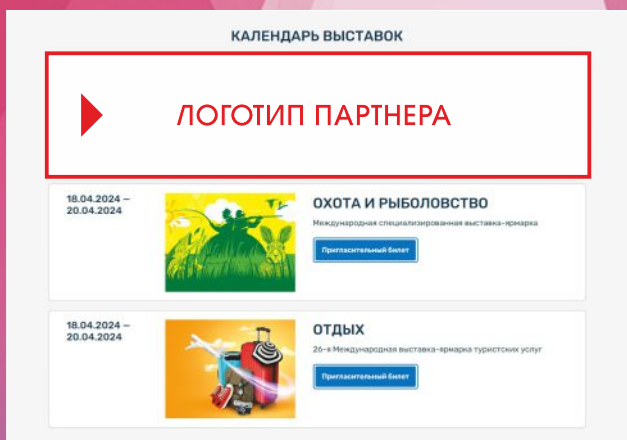 КАЛЕНДАРЬ ВЫСТАВОК
ЛОГОТИП ПАРТНЕРА
18.04.2024 –
20.04.2024
ОХОТА И РЫБОЛОВСТВО
Международная специализированная выставка-ярмарка
Пригласительный билет
18.04.2024 –
20.04.2024
ОТДЫХ
26-я Международная выставка-ярмарка туристских услуг
Пригласительный билет